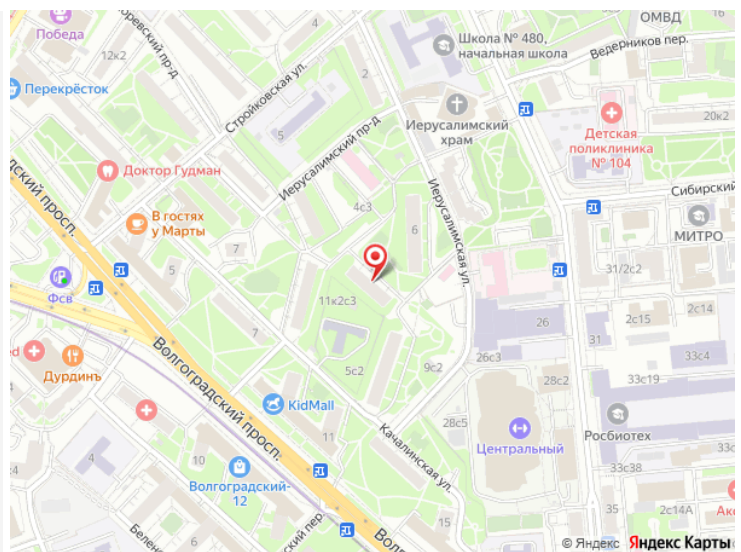 ОМВД
Победа
12к2
Школа № 480,
начальная школа
Ведерников пер.
2
Перекрёсток
Стройковская ул.
5
Иерусалимский
храм
20к2
Детская
поликлиника
№ 104
Доктор Гудман
Иерусалимский пр-д
Сибирский
4с3
6
Иерусалимская ул.
В гостях
у Марты
7
5
МИТРО
31/2с2
Фсв
11к2с3
2с14
26
2с15
7
31
5с2
9с2
26с3
33с4
Дурдинъ
28с2
33с19
KidMall
Волгоградский просп.
Качалинская ул.
28с5
Центральный
Росбиотех
11
4
10
33с38
Волгоградский-
12
35
2с14А
© Яндекс Яндекс Карты